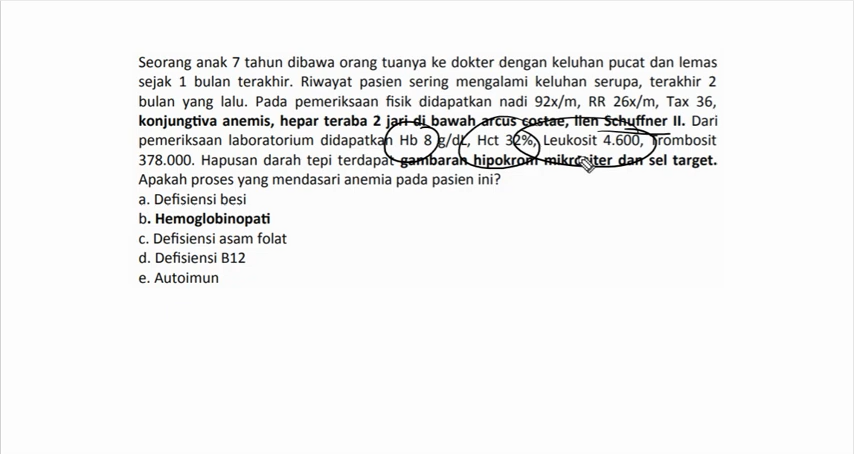 Seorang anak 7 tahun dibawa orang tuanya ke dokter dengan keluhan pucat dan lemas
sejak 1 bulan terakhir. Riwayat pasien sering mengalami keluhan serupa, terakhir 2
bulan yang lalu. Pada pemeriksaan fisik didapatkan nadi 92x/m, RR 26x/m, Tax 36,
konjungtiva anemis, hepar teraba 2 jari di bawah arcus costae, lien Schuffner II. Dari
pemeriksaan laboratorium didapatkan Hb 8 g/dL, Hct 32%, Leukosit 4.600, Trombosit
378.000. Hapusan darah tepi terdapat gambaran hipokrom mikrositer dan sel target.
Apakah proses yang mendasari anemia pada pasien ini?
a. Defisiensi besi
b. Hemoglobinopati
c. Defisiensi asam folat
d. Defisiensi B12
e. Autoimun